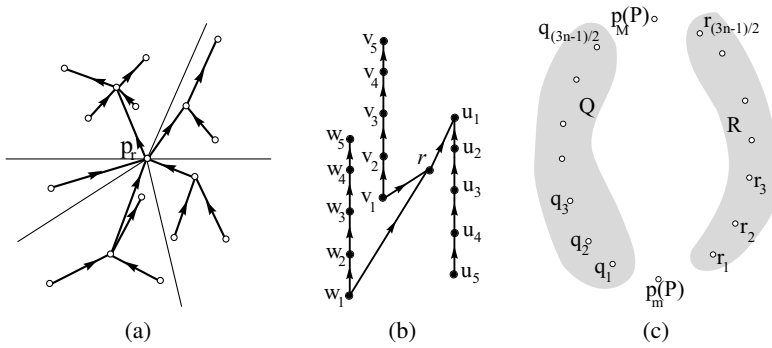 p_r
(a)
v_5
v_4
v_3
v_2
v_1
w_5
w_4
w_3
w_2
w_1
r
u_1
u_2
u_3
u_4
u_5
(b)
p_M(P)
q_(3n-1)/2
r_(3n-1)/2
Q
R
q_3
q_2
q_1
r_3
r_2
r_1
p_m(P)
(c)